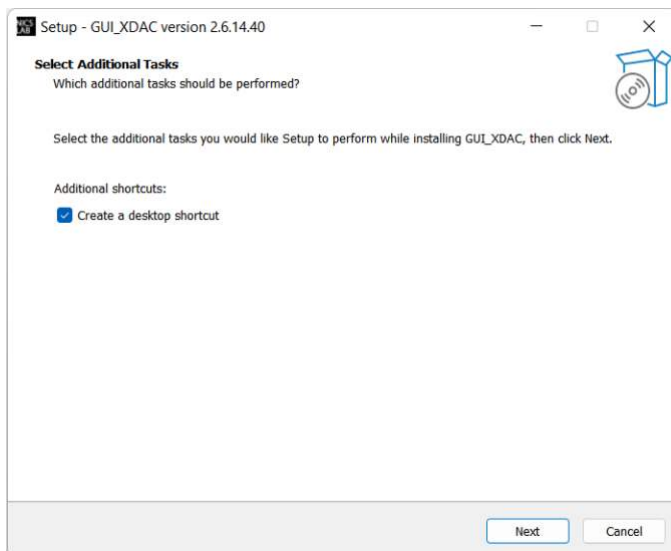 NICS
LAB
Setup - GUI_XDAC version 2.6.14.40
Select Additional Tasks
Which additional tasks should be performed?
Select the additional tasks you would like Setup to perform while installing GUI_XDAC, then click Next.
Additional shortcuts:
Create a desktop shortcut
Next
Cancel